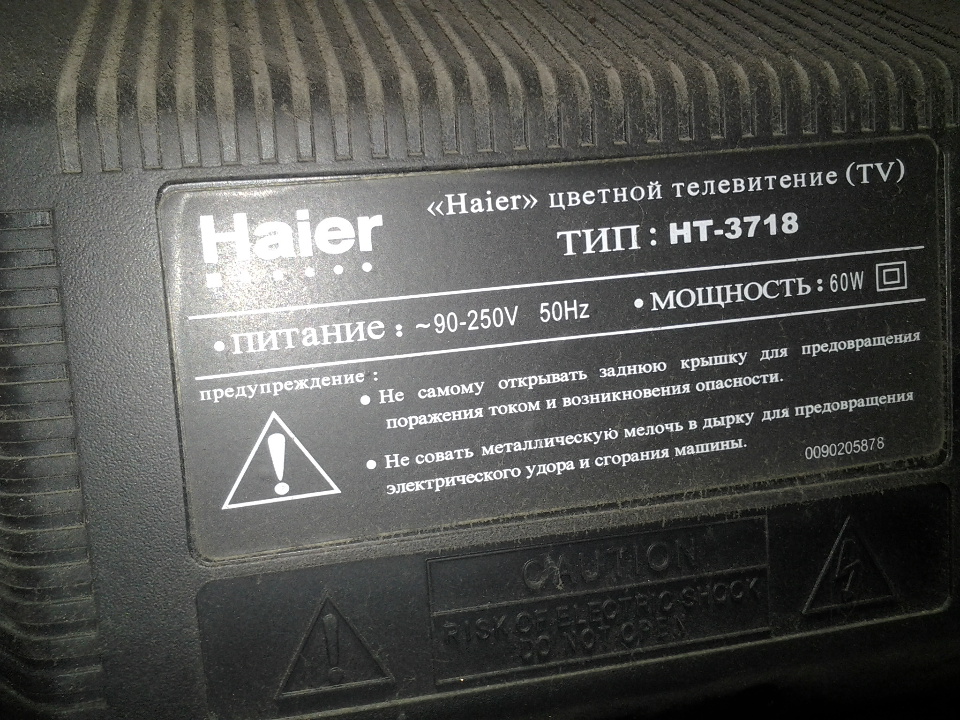 Haier
«Haier» цветной телевитение (TV)
ТИП : HT-3718
• ПИТАНИЕ : ~90-250V 50Hz
• МОЩНОСТЬ : 60W
предупреждение :
• Не самому открывать заднюю крышку для предовращения
поражения током и возникновения опасности.
• Не совать металлическую мелочь в дырку для предовращения
электрического удора и сгорания машины.
0090205878
CAUTION
RISK OF ELECTRIC SHOCK
DO NOT OPEN